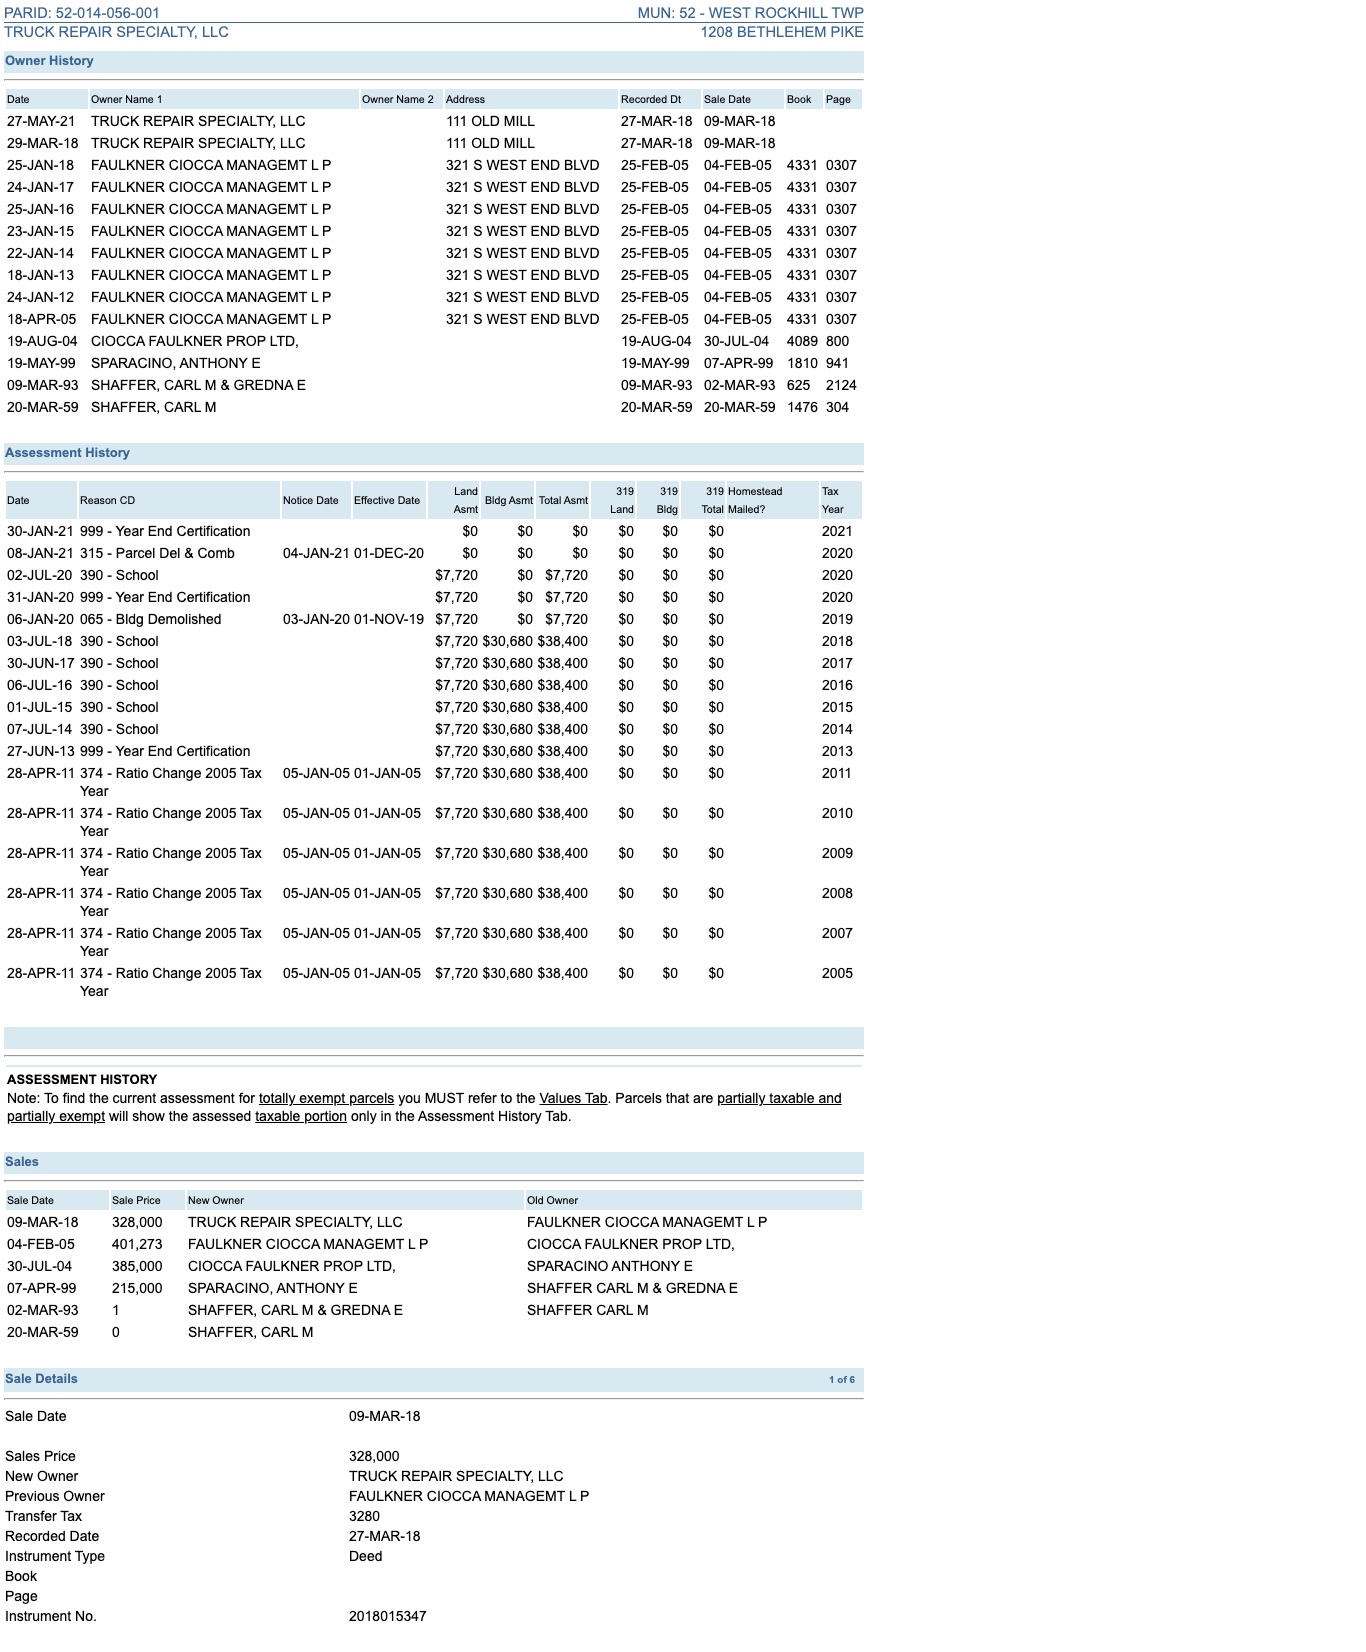 PARID: 52-014-056-001 MUN: 52 - WEST ROCKHILL TWP
TRUCK REPAIR SPECIALTY, LLC 1208 BETHLEHEM PIKE
Owner History
Date Owner Name 1 Owner Name 2 Address Recorded Dt Sale Date Book Page
27-MAY-21 TRUCK REPAIR SPECIALTY, LLC 111 OLD MILL 27-MAR-18 09-MAR-18
29-MAR-18 TRUCK REPAIR SPECIALTY, LLC 111 OLD MILL 27-MAR-18 09-MAR-18
25-JAN-18 FAULKNER CIOCCA MANAGEMT L P 321 S WEST END BLVD 25-FEB-05 04-FEB-05 4331 0307
24-JAN-17 FAULKNER CIOCCA MANAGEMT L P 321 S WEST END BLVD 25-FEB-05 04-FEB-05 4331 0307
25-JAN-16 FAULKNER CIOCCA MANAGEMT L P 321 S WEST END BLVD 25-FEB-05 04-FEB-05 4331 0307
23-JAN-15 FAULKNER CIOCCA MANAGEMT L P 321 S WEST END BLVD 25-FEB-05 04-FEB-05 4331 0307
22-JAN-14 FAULKNER CIOCCA MANAGEMT L P 321 S WEST END BLVD 25-FEB-05 04-FEB-05 4331 0307
18-JAN-13 FAULKNER CIOCCA MANAGEMT L P 321 S WEST END BLVD 25-FEB-05 04-FEB-05 4331 0307
24-JAN-12 FAULKNER CIOCCA MANAGEMT L P 321 S WEST END BLVD 25-FEB-05 04-FEB-05 4331 0307
18-APR-05 FAULKNER CIOCCA MANAGEMT L P 321 S WEST END BLVD 25-FEB-05 04-FEB-05 4331 0307
19-AUG-04 CIOCCA FAULKNER PROP LTD, 19-AUG-04 30-JUL-04 4089 800
19-MAY-99 SPARACINO, ANTHONY E 19-MAY-99 07-APR-99 1810 941
09-MAR-93 SHAFFER, CARL M & GREDNA E 09-MAR-93 02-MAR-93 625 2124
20-MAR-59 SHAFFER, CARL M 20-MAR-59 20-MAR-59 1476 304
Assessment History
Date Reason CD Notice Date Effective Date Land Asmt Bldg Asmt Total Asmt 319 Land 319 Bldg 319 Total Homestead Mailed? Tax Year
30-JAN-21 999 - Year End Certification $0 $0 $0 $0 $0 $0 2021
08-JAN-21 315 - Parcel Del & Comb 04-JAN-21 01-DEC-20 $0 $0 $0 $0 $0 $0 2020
02-JUL-20 390 - School $7,720 $0 $7,720 $0 $0 $0 2020
31-JAN-20 999 - Year End Certification $7,720 $0 $7,720 $0 $0 $0 2020
06-JAN-20 065 - Bldg Demolished 03-JAN-20 01-NOV-19 $7,720 $0 $7,720 $0 $0 $0 2019
03-JUL-18 390 - School $7,720 $30,680 $38,400 $0 $0 $0 2018
30-JUN-17 390 - School $7,720 $30,680 $38,400 $0 $0 $0 2017
06-JUL-16 390 - School $7,720 $30,680 $38,400 $0 $0 $0 2016
01-JUL-15 390 - School $7,720 $30,680 $38,400 $0 $0 $0 2015
07-JUL-14 390 - School $7,720 $30,680 $38,400 $0 $0 $0 2014
27-JUN-13 999 - Year End Certification $7,720 $30,680 $38,400 $0 $0 $0 2013
28-APR-11 374 - Ratio Change 2005 Tax 05-JAN-05 01-JAN-05 $7,720 $30,680 $38,400 $0 $0 $0 2011
Year
28-APR-11 374 - Ratio Change 2005 Tax 05-JAN-05 01-JAN-05 $7,720 $30,680 $38,400 $0 $0 $0 2010
Year
28-APR-11 374 - Ratio Change 2005 Tax 05-JAN-05 01-JAN-05 $7,720 $30,680 $38,400 $0 $0 $0 2009
Year
28-APR-11 374 - Ratio Change 2005 Tax 05-JAN-05 01-JAN-05 $7,720 $30,680 $38,400 $0 $0 $0 2008
Year
28-APR-11 374 - Ratio Change 2005 Tax 05-JAN-05 01-JAN-05 $7,720 $30,680 $38,400 $0 $0 $0 2007
Year
28-APR-11 374 - Ratio Change 2005 Tax 05-JAN-05 01-JAN-05 $7,720 $30,680 $38,400 $0 $0 $0 2005
Year
ASSESSMENT HISTORY
Note: To find the current assessment for totally exempt parcels you MUST refer to the Values Tab. Parcels that are partially taxable and
partially exempt will show the assessed taxable portion only in the Assessment History Tab.
Sales
Sale Date Sale Price New Owner Old Owner
09-MAR-18 328,000 TRUCK REPAIR SPECIALTY, LLC FAULKNER CIOCCA MANAGEMT L P
04-FEB-05 401,273 FAULKNER CIOCCA MANAGEMT L P CIOCCA FAULKNER PROP LTD,
30-JUL-04 385,000 CIOCCA FAULKNER PROP LTD, SPARACINO ANTHONY E
07-APR-99 215,000 SPARACINO, ANTHONY E SHAFFER CARL M & GREDNA E
02-MAR-93 1 SHAFFER, CARL M & GREDNA E SHAFFER CARL M
20-MAR-59 0 SHAFFER, CARL M
Sale Details 1 of 6
Sale Date 09-MAR-18
Sales Price 328,000
New Owner TRUCK REPAIR SPECIALTY, LLC
Previous Owner FAULKNER CIOCCA MANAGEMT L P
Transfer Tax 3280
Recorded Date 27-MAR-18
Instrument Type Deed
Book
Page
Instrument No. 2018015347